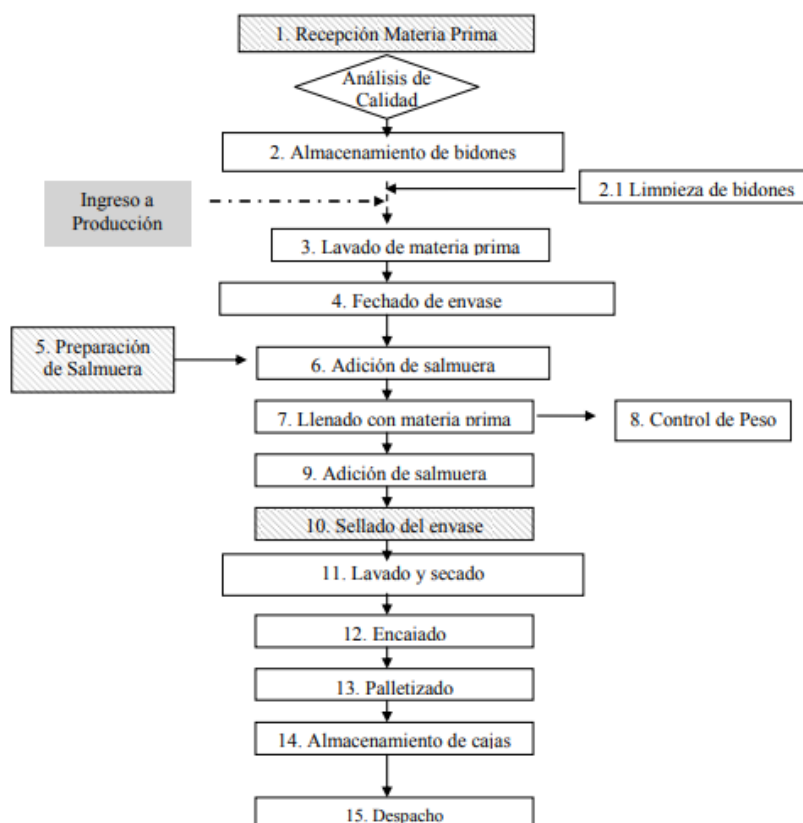 1. Recepción Materia Prima
Análisis de
Calidad
2. Almacenamiento de bidones
Ingreso a
Producción
2.1 Limpieza de bidones
3. Lavado de materia prima
4. Fechado de envase
5. Preparación
de Salmuera
6. Adición de salmuera
7. Llenado con materia prima
8. Control de Peso
9. Adición de salmuera
10. Sellado del envase
11. Lavado y secado
12. Encajado
13. Palletizado
14. Almacenamiento de cajas
15. Despacho